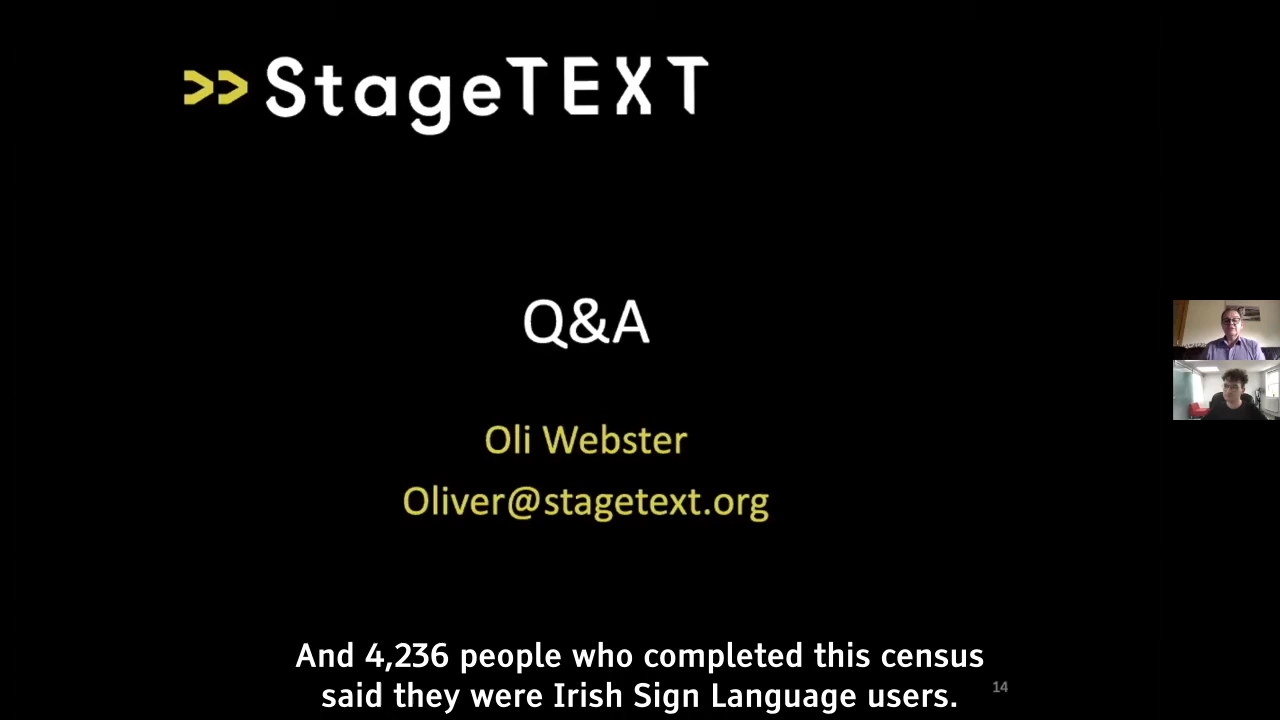 >> StageTEXT
Q&A
Oli Webster
Oliver@stagetext.org
And 4,236 people who completed this census
said they were Irish Sign Language users.
14